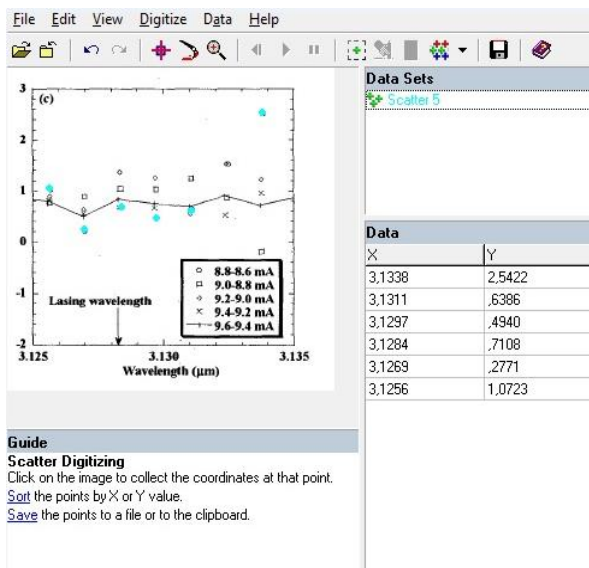 File Edit View Digitize Data Help
3
(c)
2
1
0
-1
-2
8.8-8.6 mA
9.0-8.8 mA
9.2-9.0 mA
9.4-9.2 mA
9.6-9.4 mA
Lasing wavelength
3.125 3.130 3.135
Wavelength (µm)
Guide
Scatter Digitizing
Click on the image to collect the coordinates at that point.
Sort the points by X or Y value.
Save the points to a file or to the clipboard.
Data Sets
Scatter 5
Data
X Y
3,1338 2,5422
3,1311 ,6386
3,1297 ,4940
3,1284 ,7108
3,1269 ,2771
3,1256 1,0723